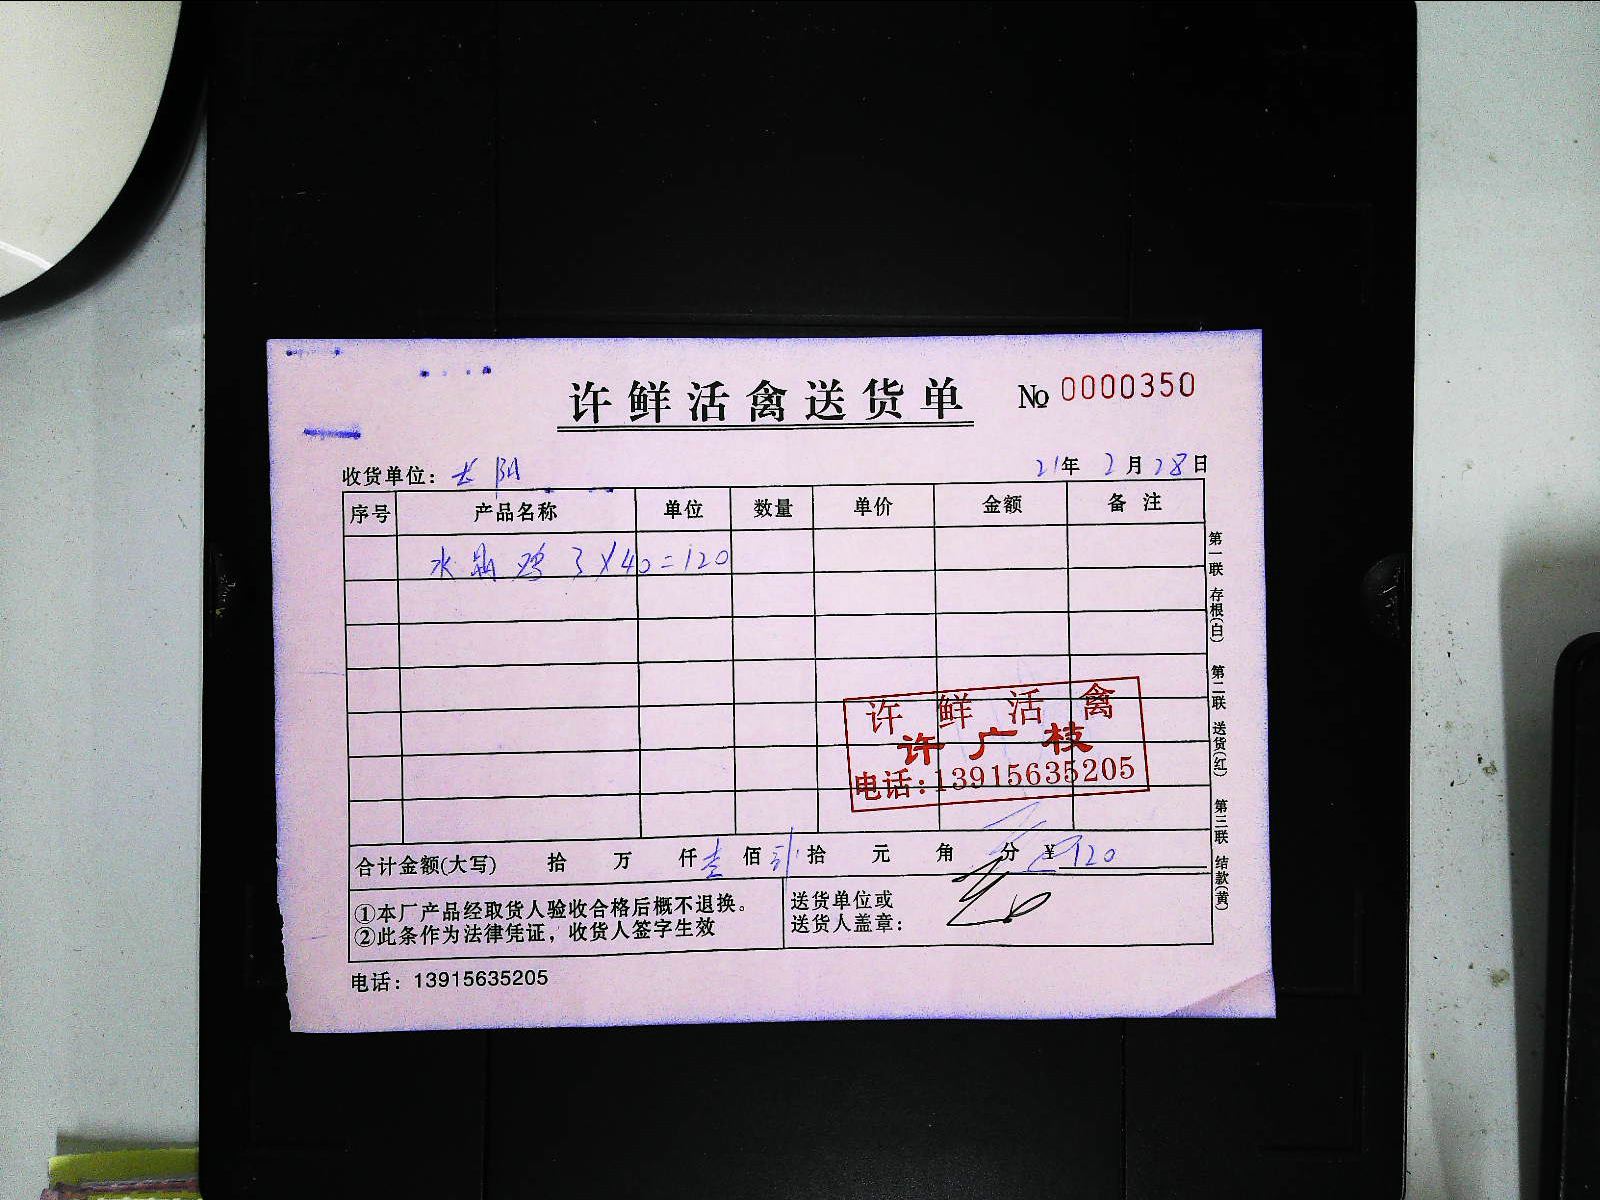 许鲜活禽送货单 No 0000350
收货单位: 长阳 21年 2月 28日
序号 产品名称 单位 数量 单价 金额 备注
水 鸡 3×40=120
第一联 存根(白) 第二联 送货(红) 第三联 结款(黄)
许鲜活禽
许广枝
电话:13915635205
合计金额(大写) 拾 万 仟 壹 佰 贰 拾 元 角 分 ¥ 120
①本厂产品经取货人验收合格后概不退换。
②此条作为法律凭证,收货人签字生效
送货单位或
送货人盖章:
电话: 13915635205